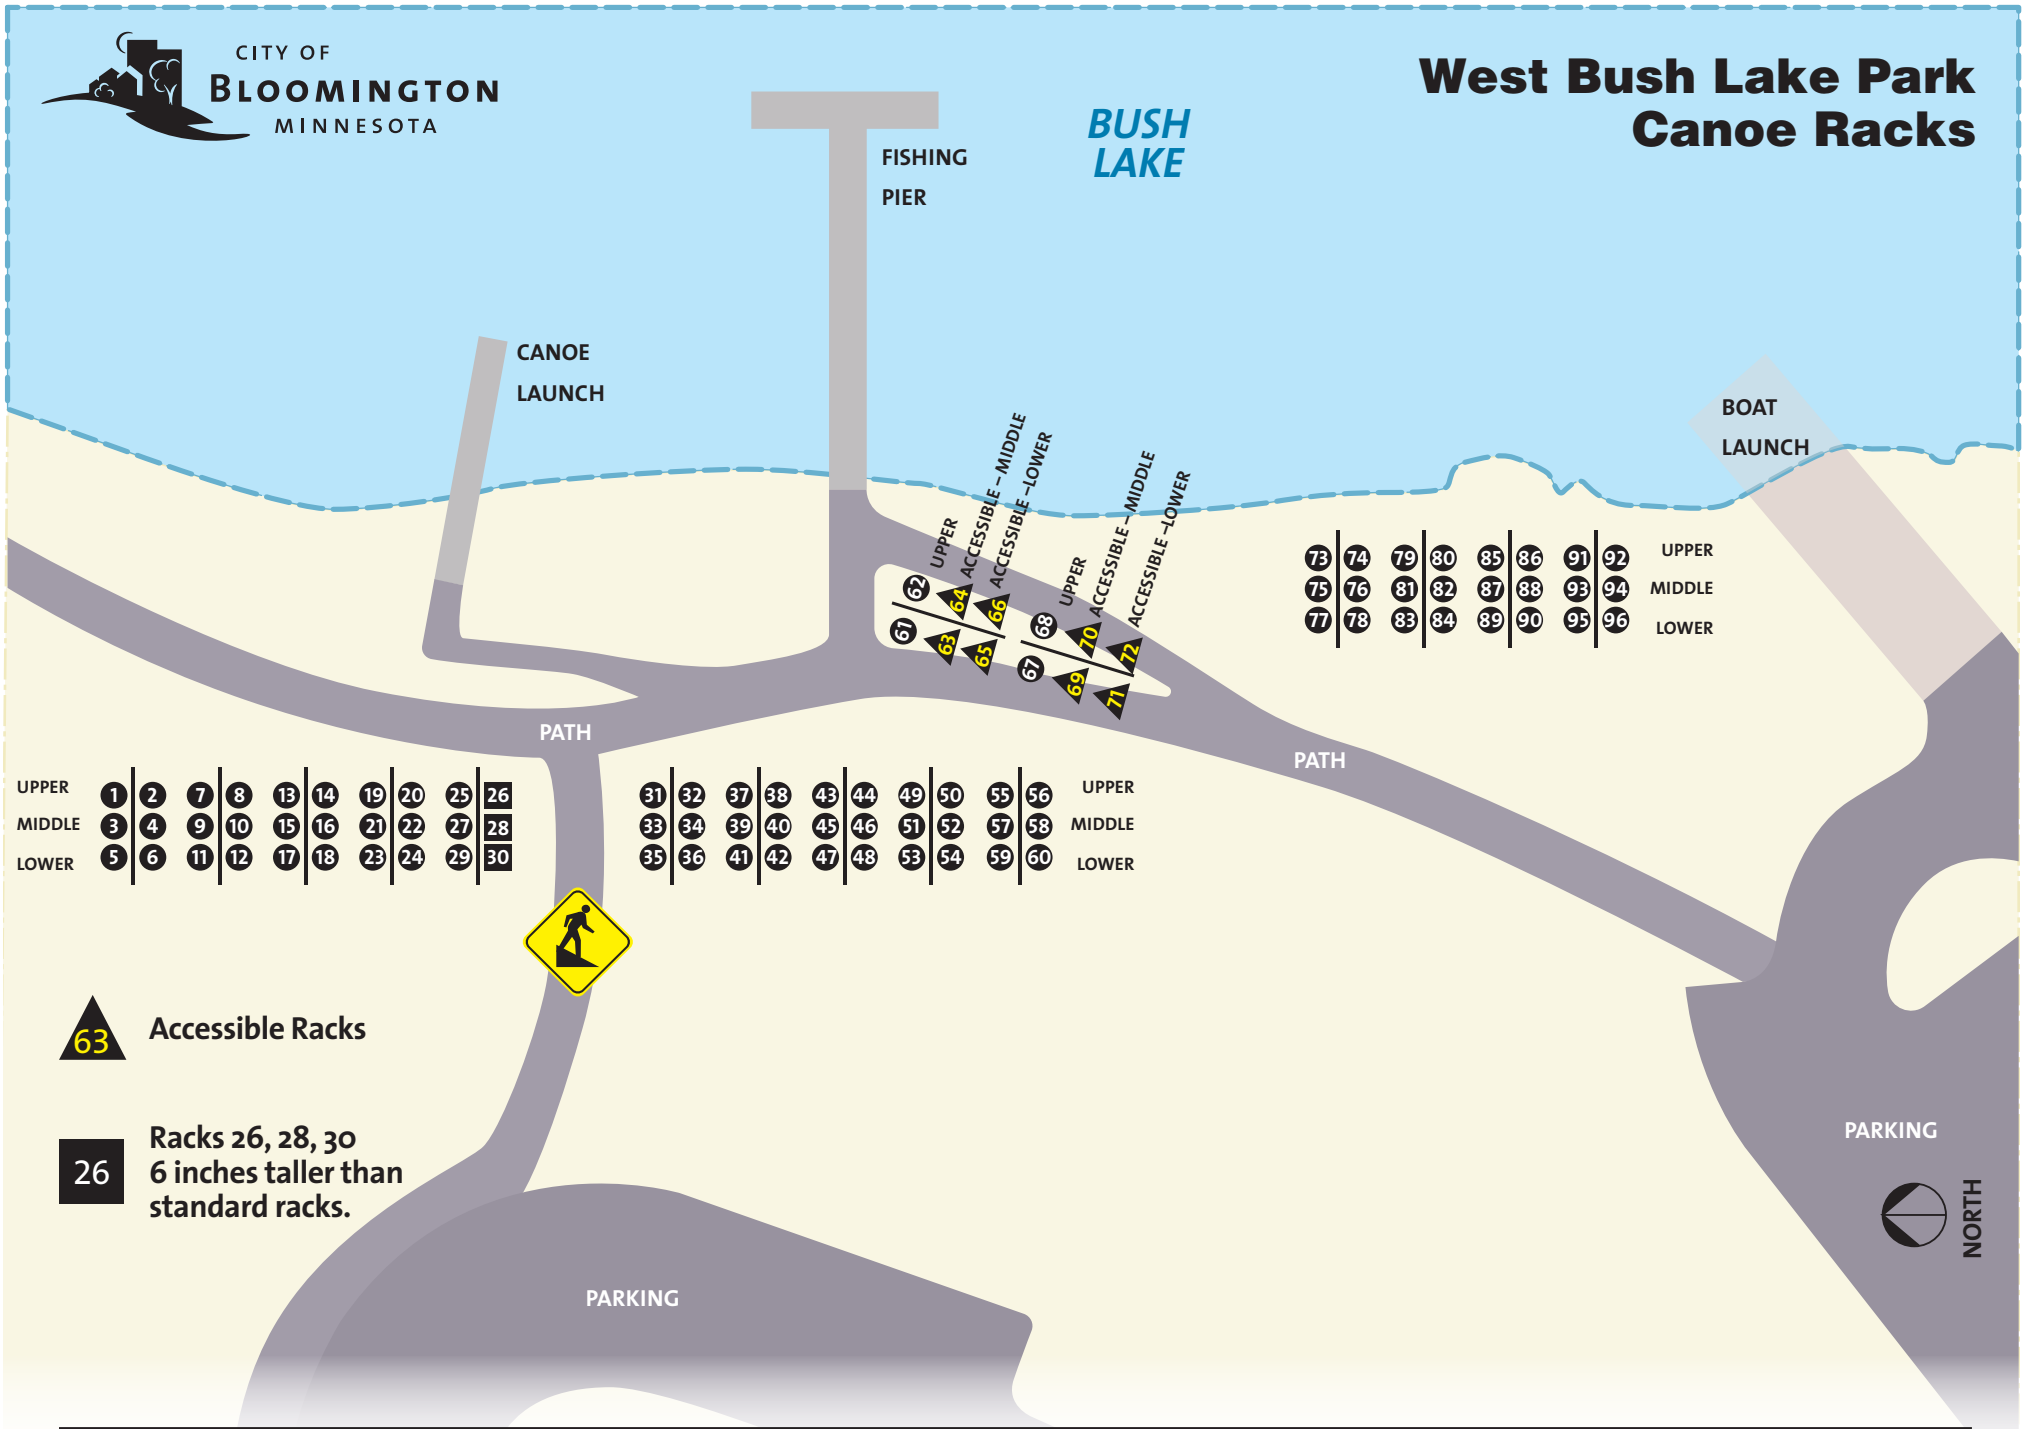 CITY OF
BLOOMINGTON
MINNESOTA
West Bush Lake Park
Canoe Racks
BUSH
LAKE
FISHING
PIER
CANOE
LAUNCH
BOAT
LAUNCH
UPPER
ACCESSIBLE – MIDDLE
ACCESSIBLE –LOWER
62 64 66
61 63 65
UPPER
ACCESSIBLE – MIDDLE
ACCESSIBLE –LOWER
68 70 72
67 69 71
73 74 79 80 85 86 91 92 UPPER
75 76 81 82 87 88 93 94 MIDDLE
77 78 83 84 89 90 95 96 LOWER
PATH
PATH
UPPER 1 2 7 8 13 14 19 20 25 26
MIDDLE 3 4 9 10 15 16 21 22 27 28
LOWER 5 6 11 12 17 18 23 24 29 30
31 32 37 38 43 44 49 50 55 56 UPPER
33 34 39 40 45 46 51 52 57 58 MIDDLE
35 36 41 42 47 48 53 54 59 60 LOWER
63 Accessible Racks
26
Racks 26, 28, 30
6 inches taller than
standard racks.
PARKING
PARKING
NORTH